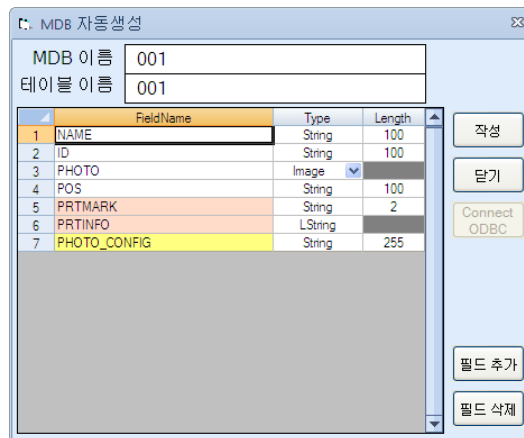 MDB 자동생성
MDB 이름 001
테이블 이름 001
FieldName Type Length
1 NAME String 100
2 ID String 100
3 PHOTO Image
4 POS String 100
5 PRTMARK String 2
6 PRTINFO LString
7 PHOTO_CONFIG String 255
작성
닫기
Connect
ODBC
필드 추가
필드 삭제